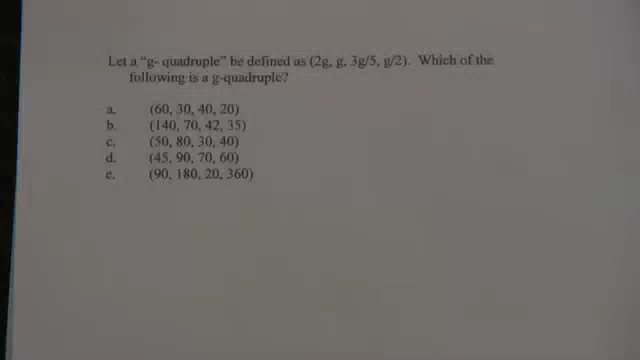 Let a "g- quadruple" be defined as (2g, g, 3g/5, g/2). Which of the
following is a g-quadruple?
a. (60, 30, 40, 20)
b. (140, 70, 42, 35)
c. (50, 80, 30, 40)
d. (45, 90, 70, 60)
e. (90, 180, 20, 360)